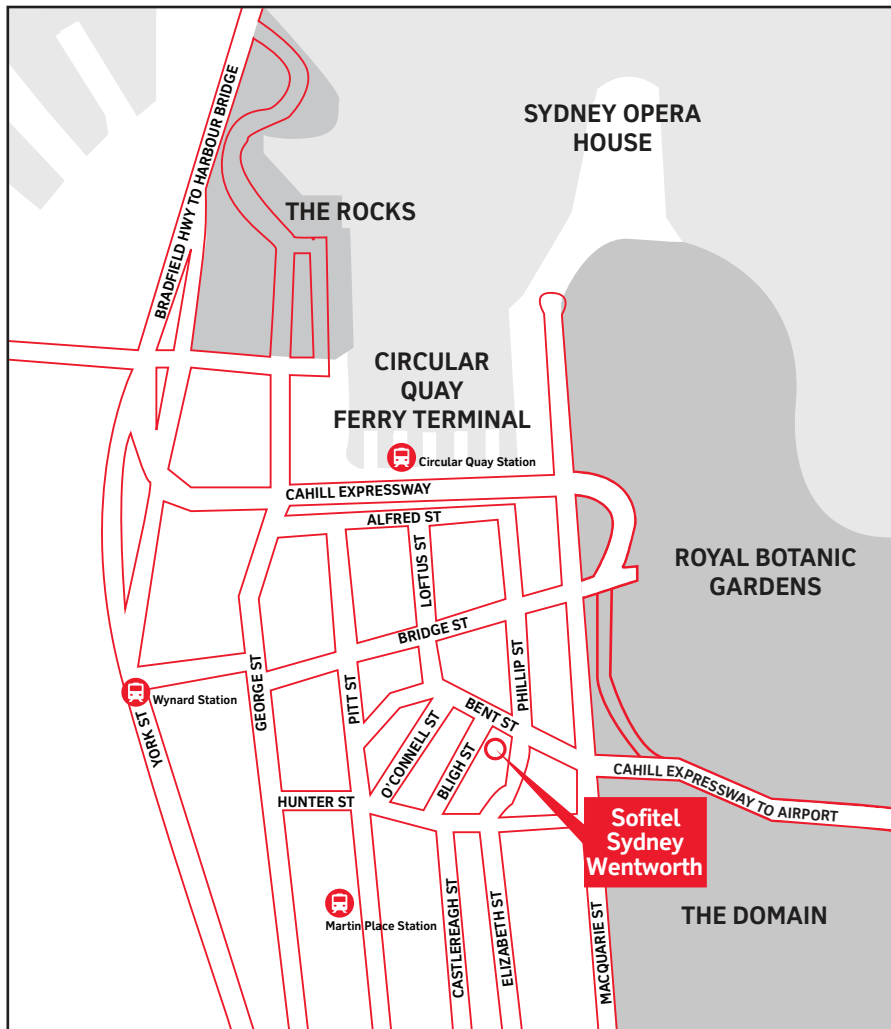 SYDNEY OPERA
HOUSE
BRADFIELD HWY TO HARBOUR BRIDGE
THE ROCKS
CIRCULAR
QUAY
FERRY TERMINAL
Circular Quay Station
CAHILL EXPRESSWAY
ALFRED ST
LOFTUS ST
ROYAL BOTANIC
GARDENS
BRIDGE ST
PHILLIP ST
GEORGE ST
PITT ST
Wynard Station
YORK ST
BENT ST
O'CONNELL ST
BLIGH ST
CAHILL EXPRESSWAY TO AIRPORT
HUNTER ST
Sofitel
Sydney
Wentworth
Martin Place Station
CASTLEREAGH ST
ELIZABETH ST
MACQUARIE ST
THE DOMAIN